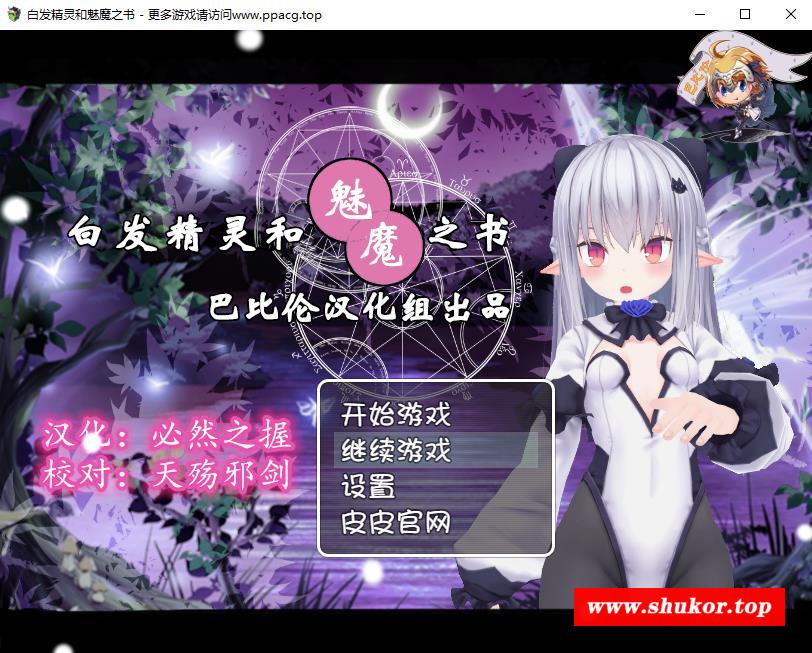 白发精灵和魅魔之书 - 更多游戏请访问www.ppacg.top
白发精灵和魅魔之书
巴比伦汉化组出品
汉化：必然之握
校对：天殇邪剑
开始游戏
继续游戏
设置
皮皮官网
www.shukor.top